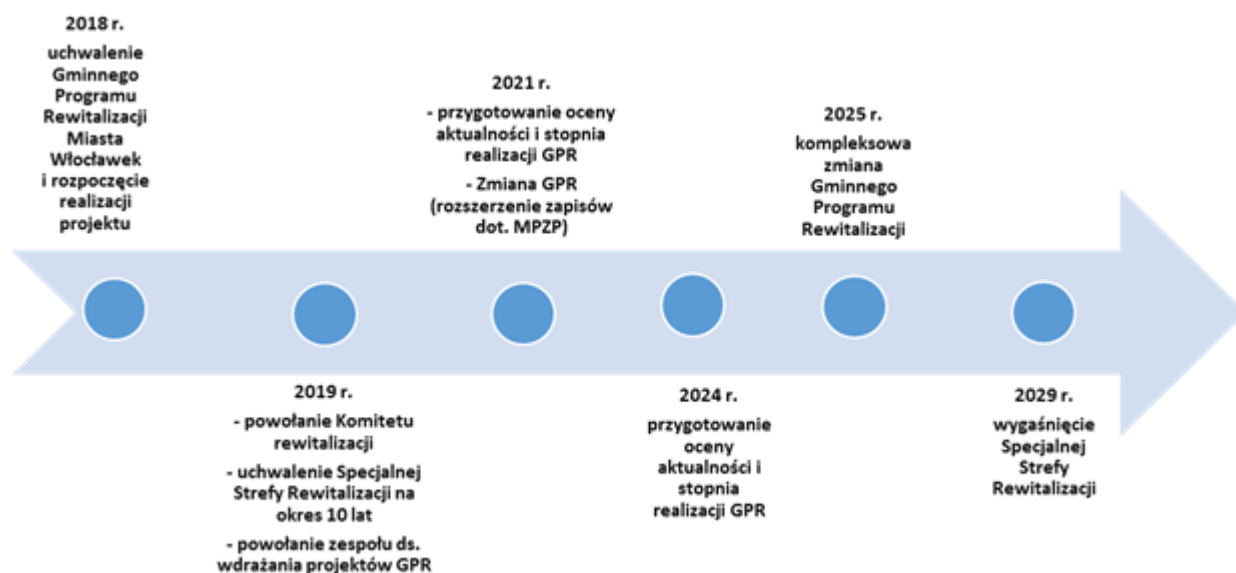 2018 r.
uchwalenie
Gminnego
Programu
Rewitalizacji
Miasta
Włocławek
i rozpoczęcie
realizacji
projektu
2019 r.
- powołanie Komitetu
rewitalizacji
- uchwalenie Specjalnej
Strefy Rewitalizacji na
okres 10 lat
- powołanie zespołu ds.
wdrażania projektów GPR
2021 r.
- przygotowanie oceny
aktualności i stopnia
realizacji GPR
- Zmiana GPR
(rozszerzenie zapisów
dot. MPZP)
2024 r.
przygotowanie
oceny
aktualności i
stopnia
realizacji GPR
2025 r.
kompleksowa
zmiana
Gminnego
Programu
Rewitalizacji
2029 r.
wygaśnięcie
Specjalnej
Strefy
Rewitalizacji